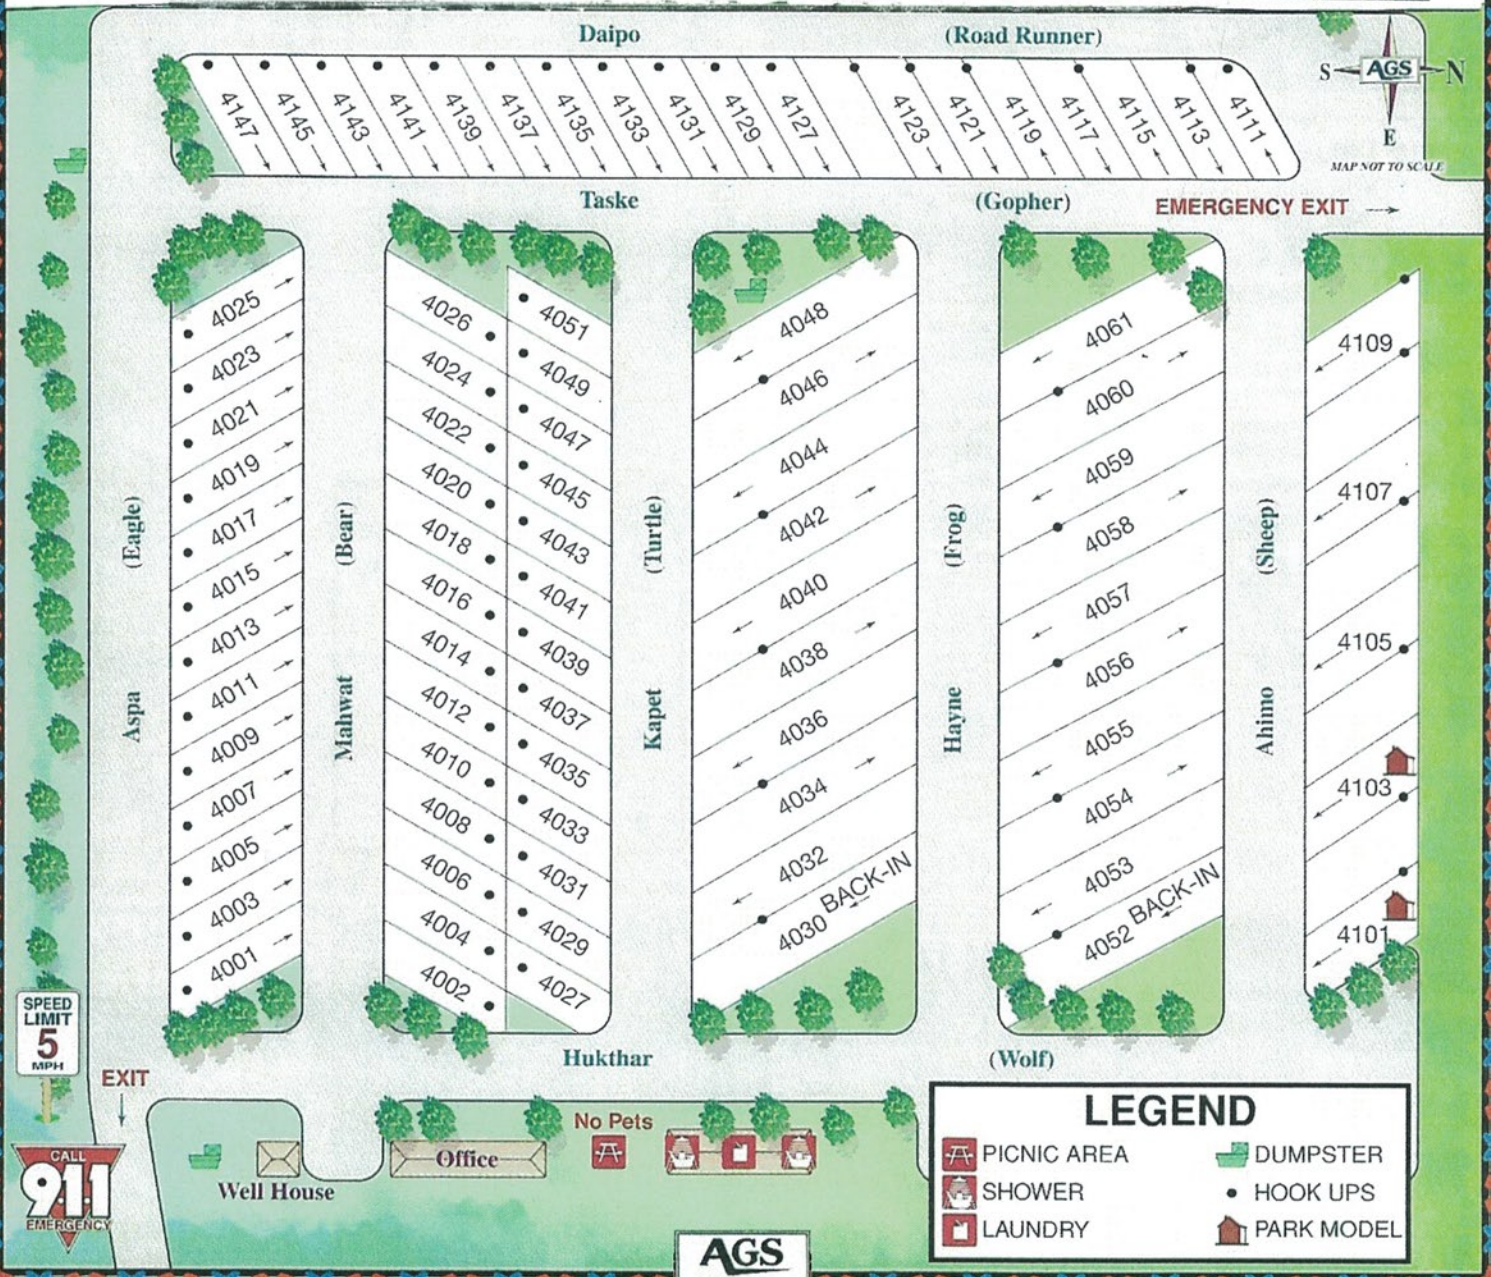 Daipo (Road Runner)
S AGS N
E
MAP NOT TO SCALE
4147 4145 4143 4141 4139 4137 4135 4133 4131 4129 4127 4123 4121 4119 4117 4115 4113 4111
Taske (Gopher)
EMERGENCY EXIT
Aspa (Eagle)
4025
4023
4021
4019
4017
4015
4013
4011
4009
4007
4005
4003
4001
Mahwat (Bear)
4026
4024
4022
4020
4018
4016
4014
4012
4010
4008
4006
4004
4002
4051
4049
4047
4045
4043
4041
4039
4037
4035
4033
4031
4029
4027
Kapet (Turtle)
4048
4046
4044
4042
4040
4038
4036
4034
4032
4030 BACK-IN
Hayne (Frog)
4061
4060
4059
4058
4057
4056
4055
4054
4053
4052 BACK-IN
Ahimo (Sheep)
4109
4107
4105
4103
4101
Hukthar (Wolf)
SPEED
LIMIT
5
MPH
EXIT
CALL
911
EMERGENCY
Well House
Office
No Pets
AGS
LEGEND
PICNIC AREA
SHOWER
LAUNDRY
DUMPSTER
HOOK UPS
PARK MODEL